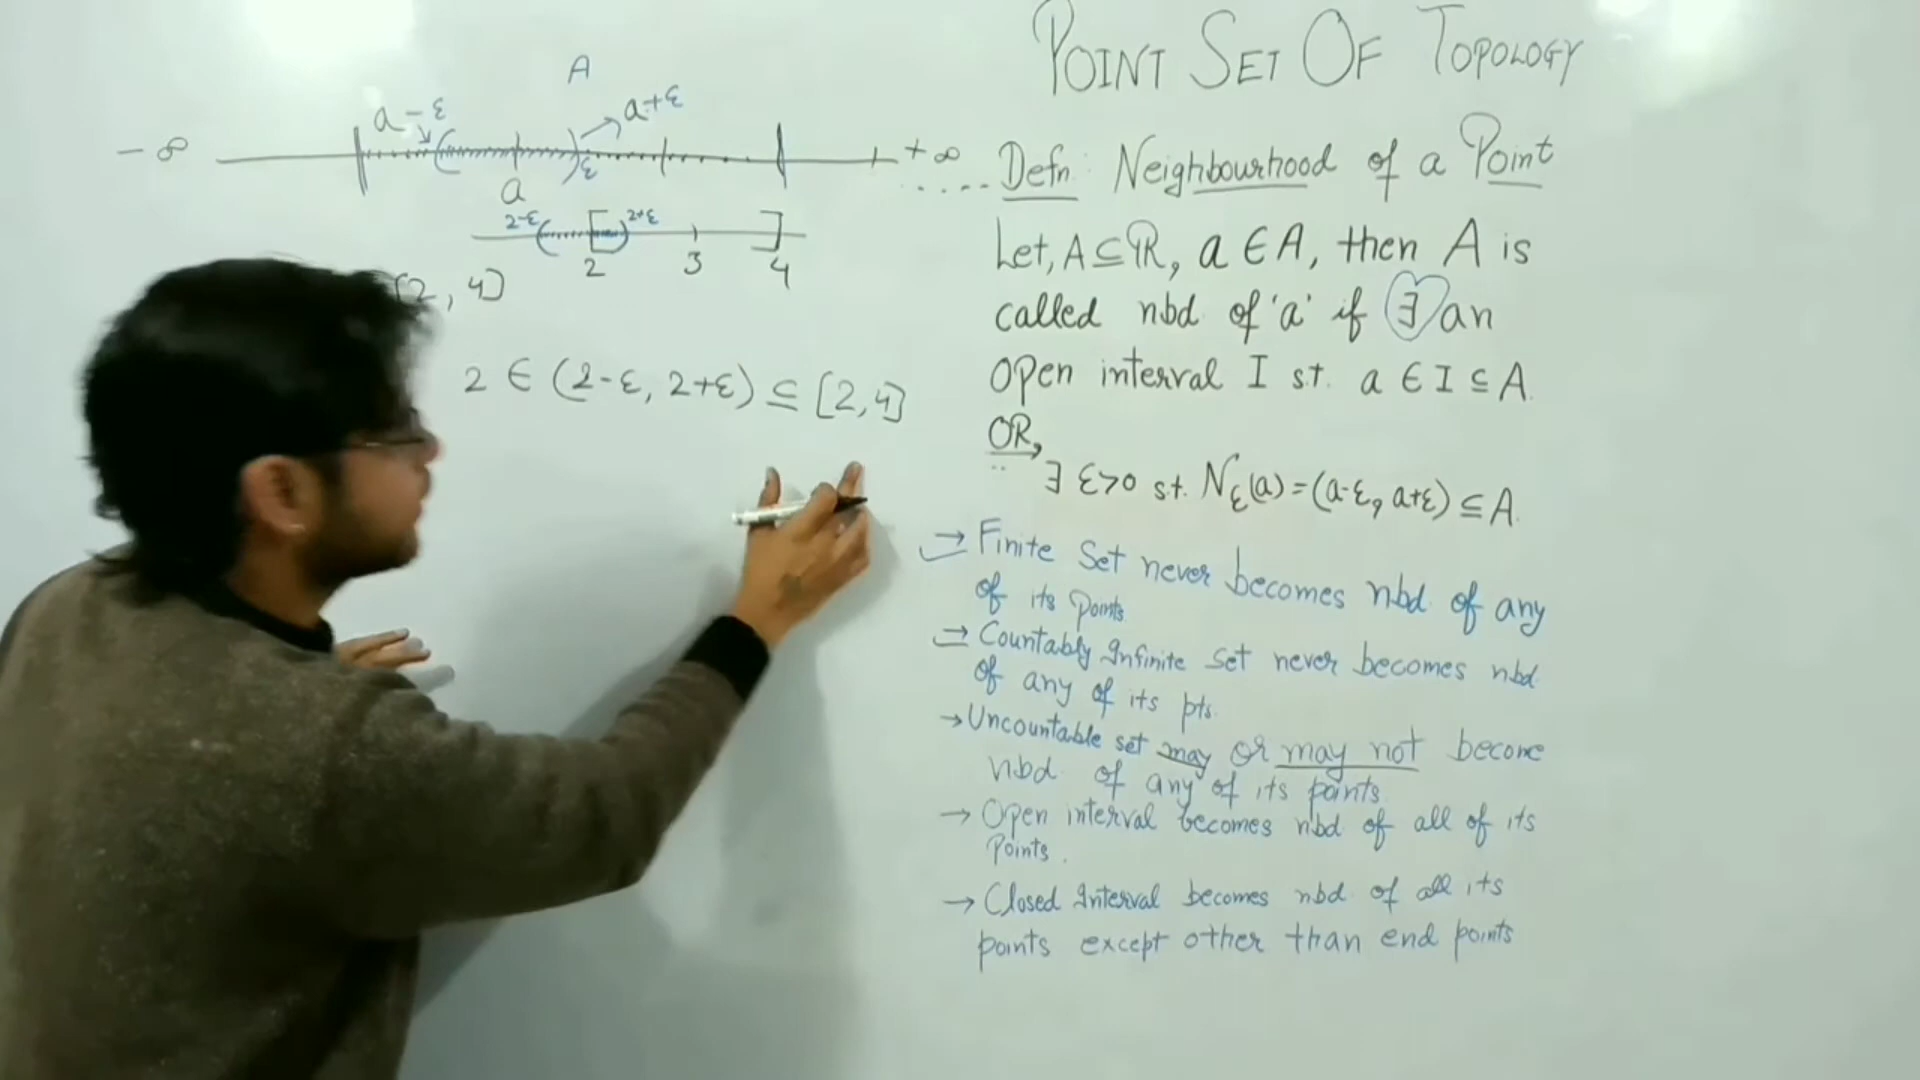 A
a-ε
a+ε
-∞
+∞
ε
a
2-ε
2+ε
2 3 4
[2, 4]
2 ∈ (2-ε, 2+ε) ⊆ [2,4]
POINT SET OF TOPOLOGY
..... Defn: Neighbourhood of a Point
Let, A⊆R, a∈A, then A is
called nbd of 'a' if ∃ an
Open interval I s.t. a∈I⊆A.
OR,
∃ ε>0 s.t. Nε(a)=(a-ε, a+ε)⊆A.
→ Finite Set never becomes nbd. of any
of its points.
→ Countably Infinite set never becomes nbd
of any of its pts.
→ Uncountable set may or may not become
nbd. of any of its points.
→ Open interval becomes nbd of all of its
Points.
→ Closed Interval becomes nbd of all its
points except other than end points